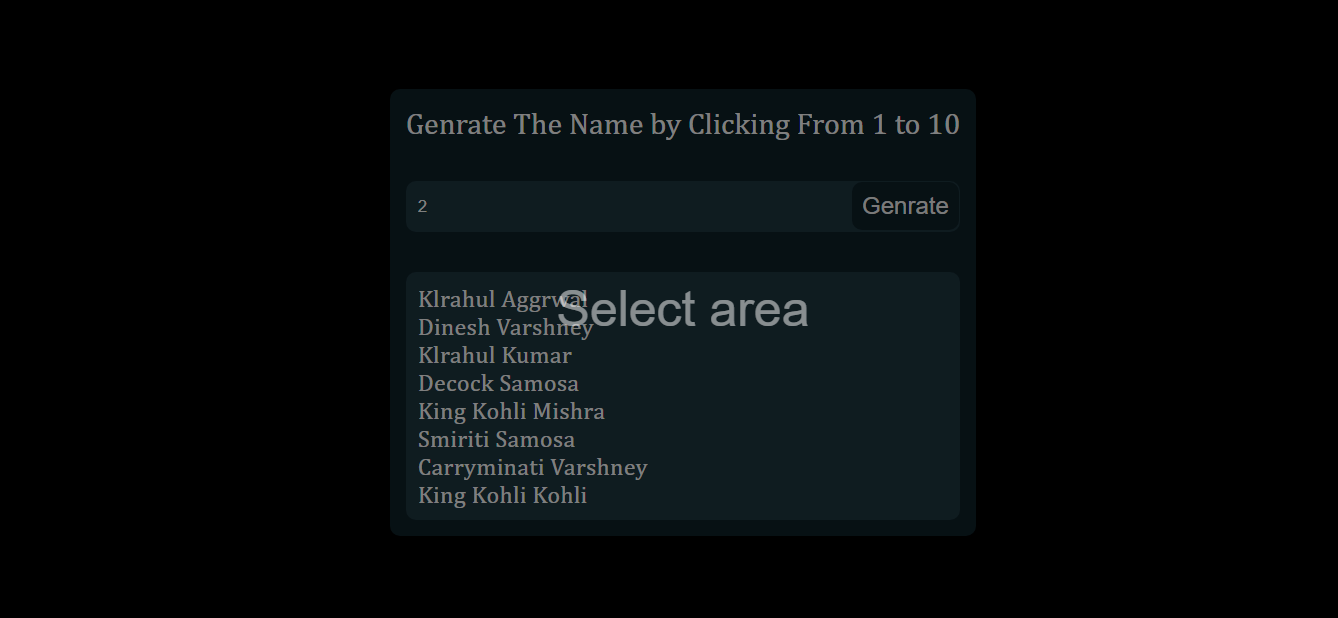 Genrate The Name by Clicking From 1 to 10
2
Genrate
Select area
Klrahul Aggrwal
Dinesh Varshney
Klrahul Kumar
Decock Samosa
King Kohli Mishra
Smiriti Samosa
Carryminati Varshney
King Kohli Kohli